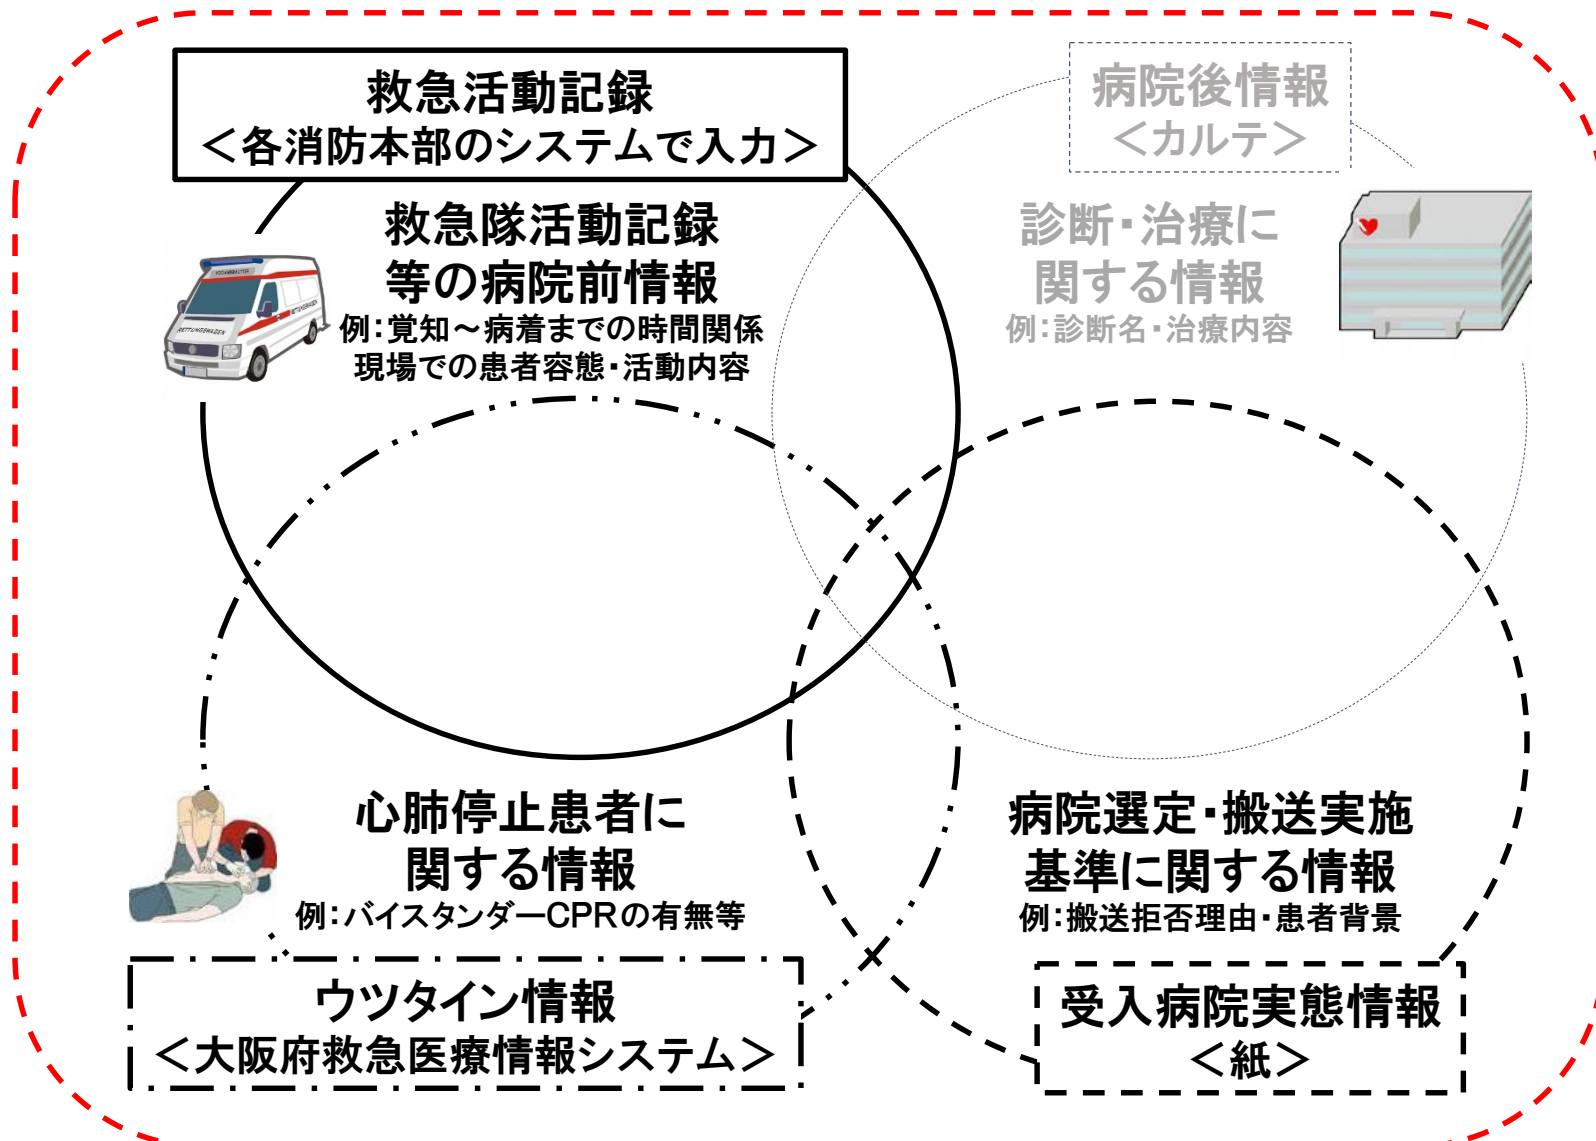 救急活動記録
＜各消防本部のシステムで入力＞
救急隊活動記録
等の病院前情報
例：覚知～病着までの時間関係
現場での患者容態・活動内容
病院後情報
＜カルテ＞
診断・治療に
関する情報
例：診断名・治療内容
RETTUNGSWAGEN
心肺停止患者に
関する情報
例：バイスタンダーCPRの有無等
ウツタイン情報
＜大阪府救急医療情報システム＞
病院選定・搬送実施
基準に関する情報
例：搬送拒否理由・患者背景
受入病院実態情報
＜紙＞